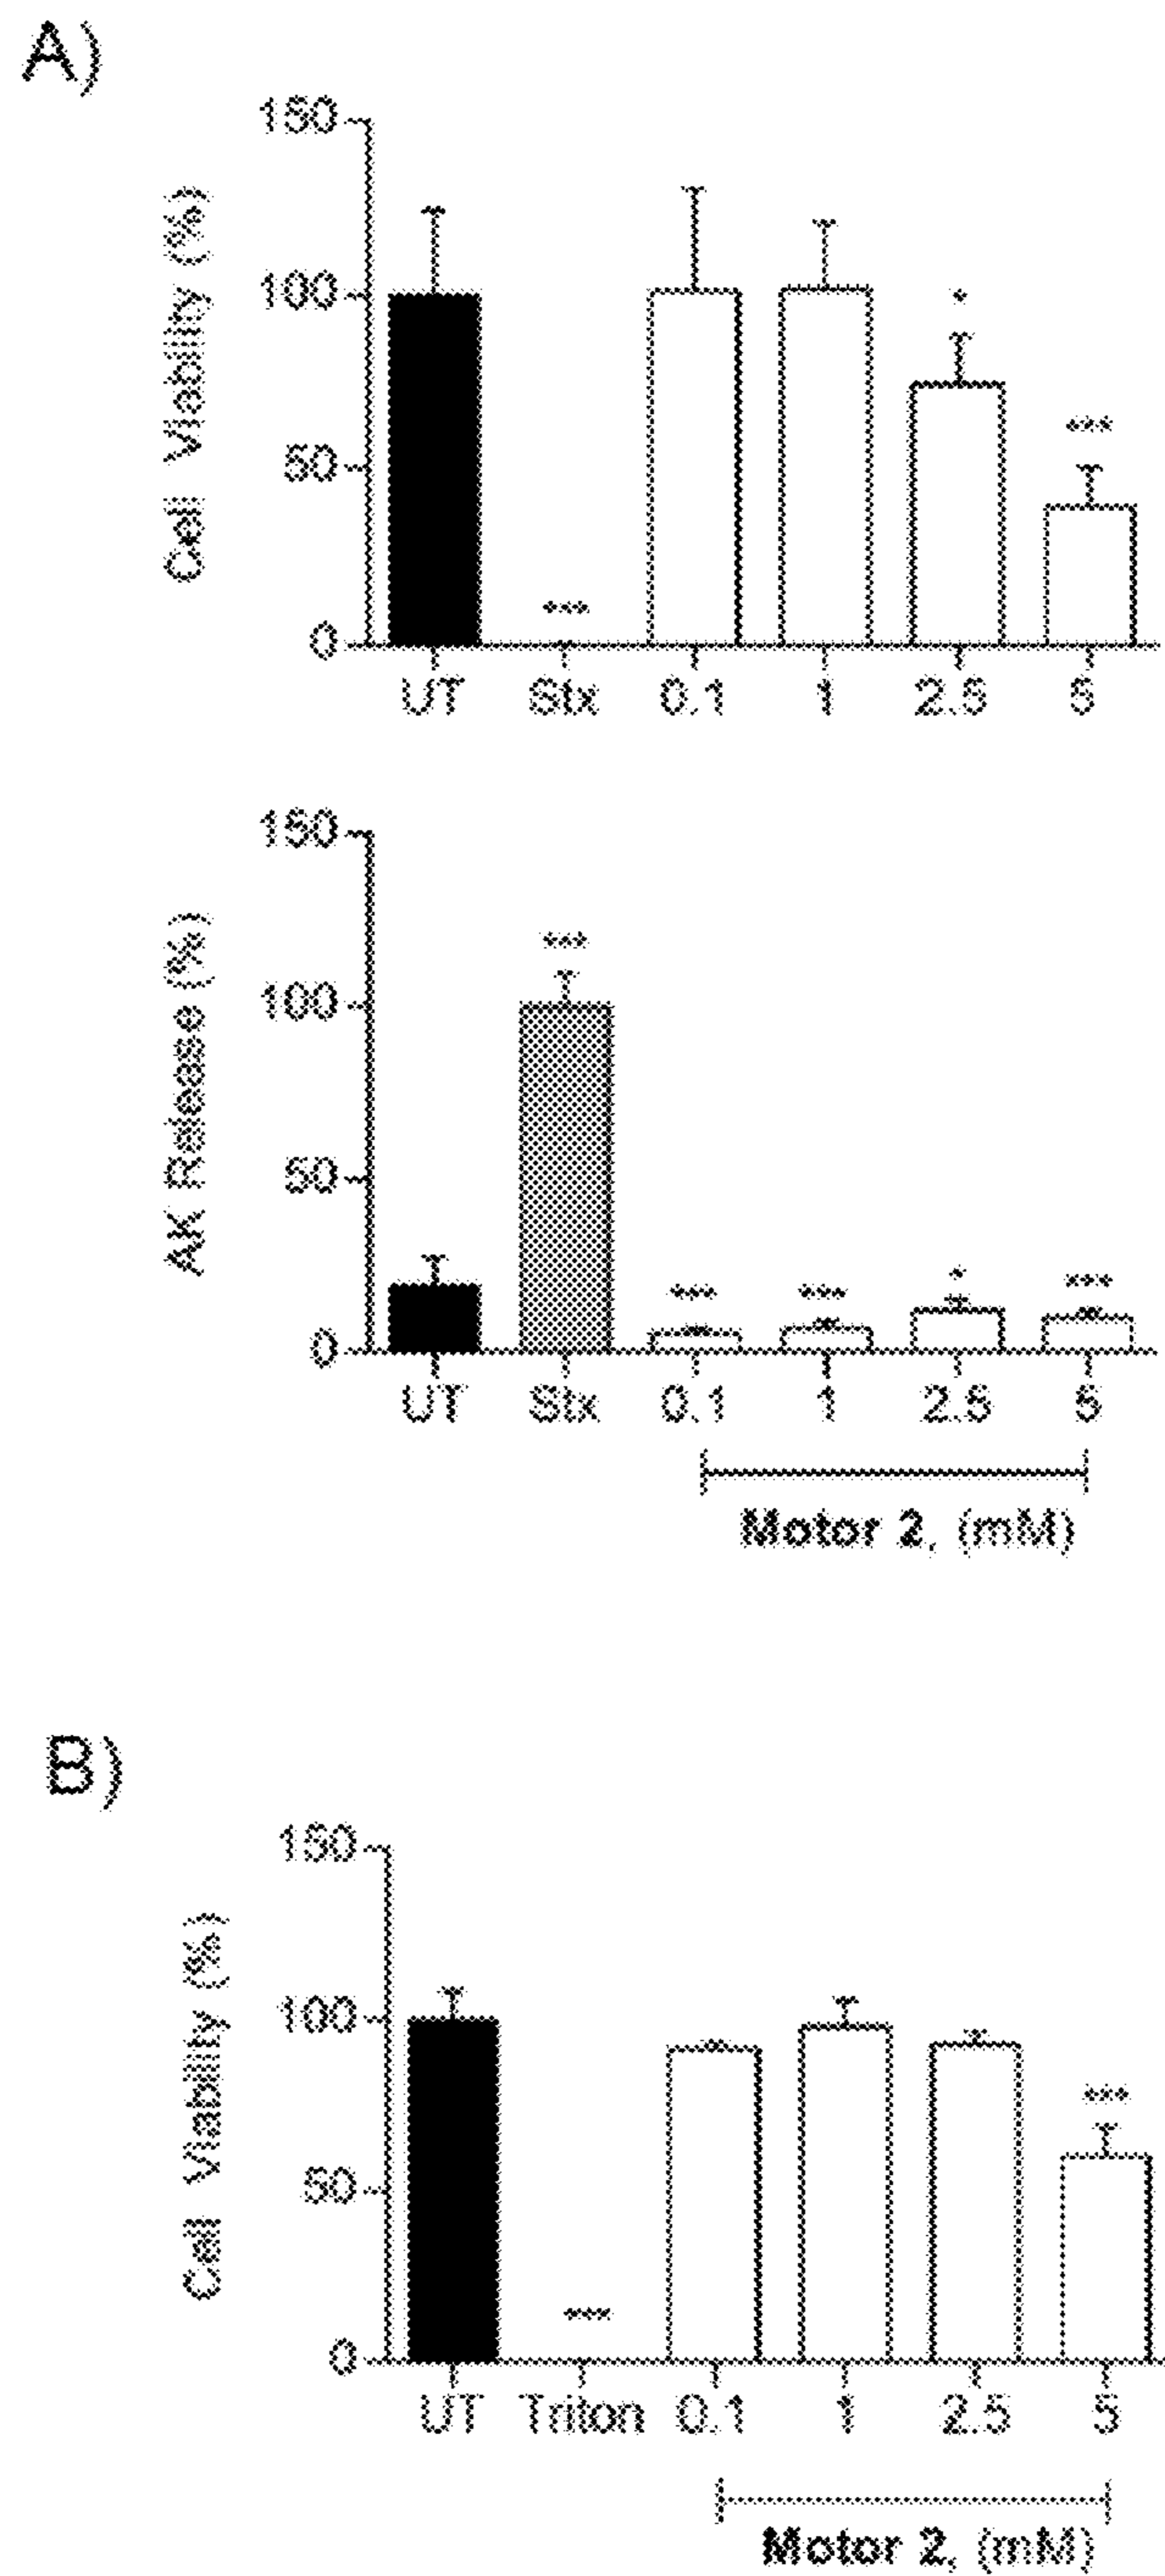 A)
150
100
50
0
Cell Viability (%)
*
***
***
UT Stx 0.1 1 2.5 5
150
100
50
0
AK Release (%)
***
*** *** * ***
UT Stx 0.1 1 2.5 5
Motor 2, (mM)
B)
150
100
50
0
Cell Viability (%)
***
***
UT Triton 0.1 1 2.5 5
Motor 2, (mM)